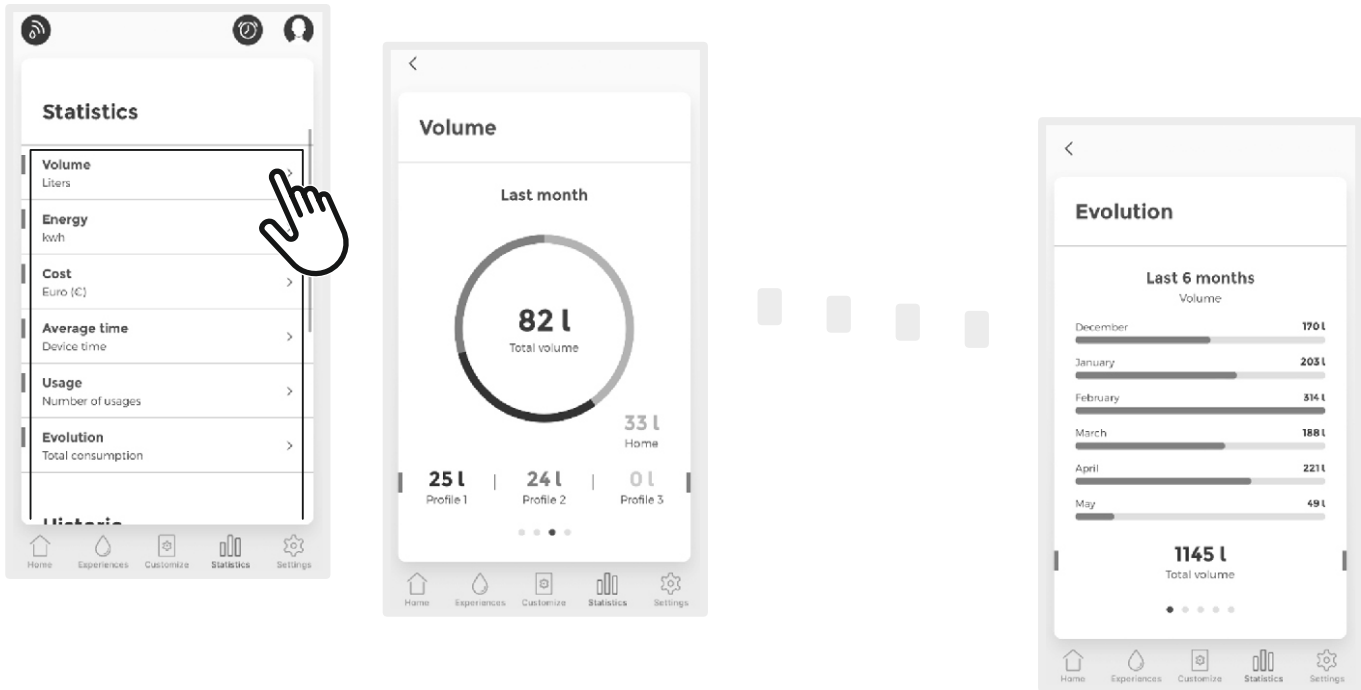 Statistics
Volume
Liters
Energy
kwh
Cost
Euro (€)
Average time
Device time
Usage
Number of usages
Evolution
Total consumption
Historic
Home Experiences Customize Statistics Settings
Volume
Last month
82 l
Total volume
33 l
Home
25 l | 24 l | 0 l
Profile 1 Profile 2 Profile 3
Home Experiences Customize Statistics Settings
Evolution
Last 6 months
Volume
December 170 l
January 203 l
February 314 l
March 188 l
April 221 l
May 49 l
1145 l
Total volume
Home Experiences Customize Statistics Settings